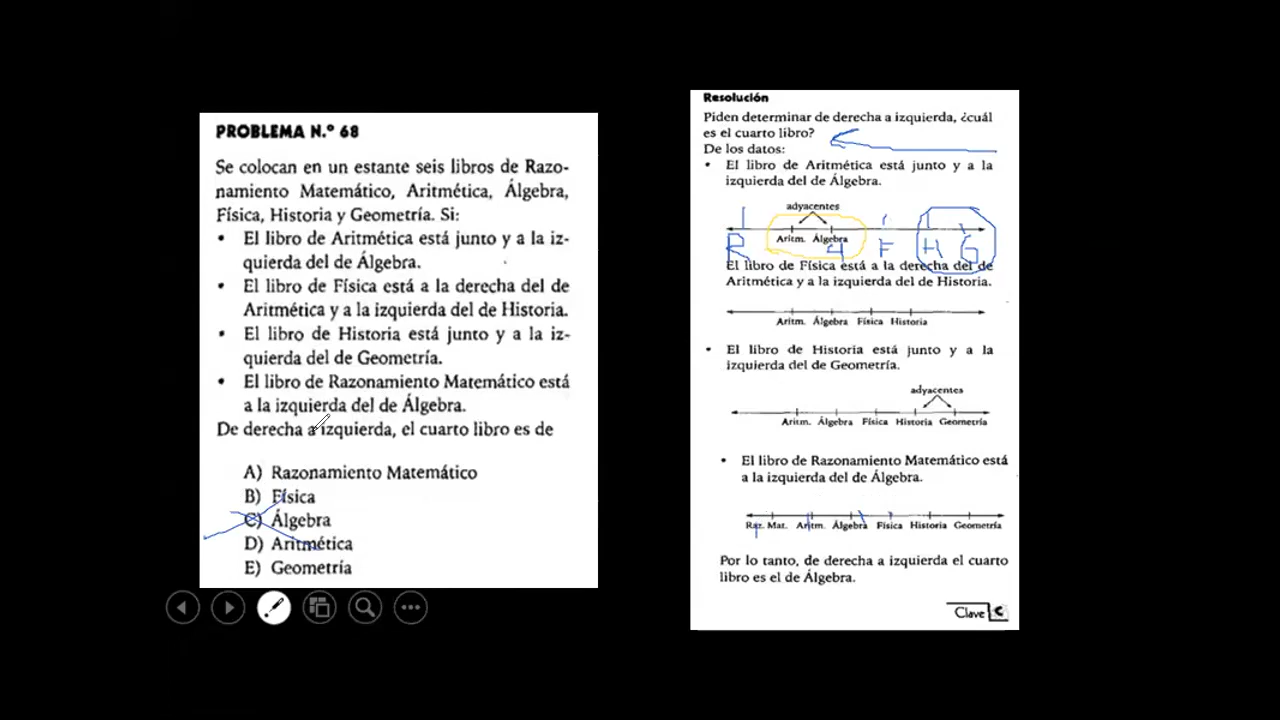 PROBLEMA N.º 68
Se colocan en un estante seis libros de Razo-
namiento Matemático, Aritmética, Álgebra,
Física, Historia y Geometría. Si:
• El libro de Aritmética está junto y a la iz-
quierda del de Álgebra.
• El libro de Física está a la derecha del de
Aritmética y a la izquierda del de Historia.
• El libro de Historia está junto y a la iz-
quierda del de Geometría.
• El libro de Razonamiento Matemático está
a la izquierda del de Álgebra.
De derecha a izquierda, el cuarto libro es de
A) Razonamiento Matemático
B) Física
C) Álgebra
D) Aritmética
E) Geometría
Resolución
Piden determinar de derecha a izquierda, ¿cuál
es el cuarto libro?
De los datos:
• El libro de Aritmética está junto y a la
izquierda del de Álgebra.
adyacentes
Aritm. Álgebra
R 4 F H G
El libro de Física está a la derecha del de
Aritmética y a la izquierda del de Historia.
Aritm. Álgebra Física Historia
• El libro de Historia está junto y a la
izquierda del de Geometría.
adyacentes
Aritm. Álgebra Física Historia Geometría
• El libro de Razonamiento Matemático está
a la izquierda del de Álgebra.
Raz. Mat. Aritm. Álgebra Física Historia Geometría
Por lo tanto, de derecha a izquierda el cuarto
libro es el de Álgebra.
Clave C